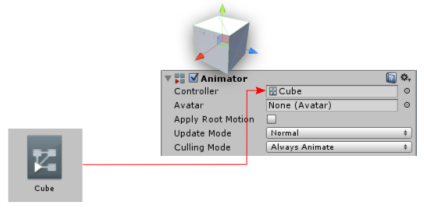 Animator
Controller Cube
Avatar None (Avatar)
Apply Root Motion
Update Mode Normal
Culling Mode Always Animate
Cube